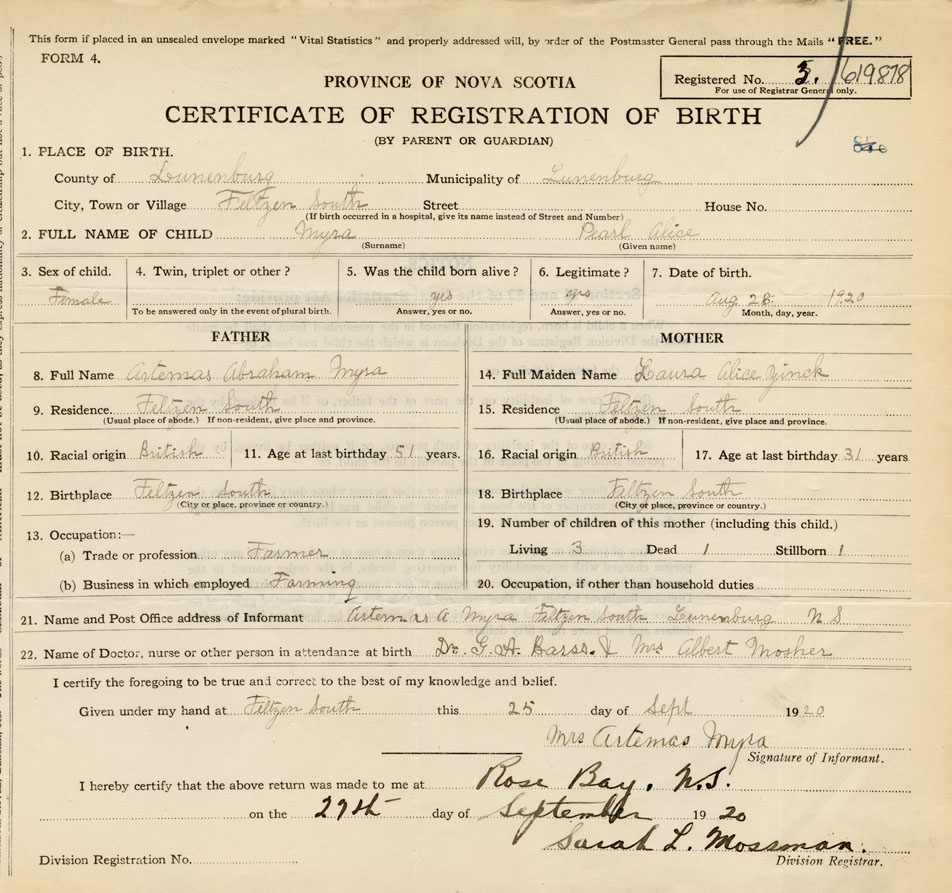 This form if placed in an unsealed envelope marked "Vital Statistics" and properly addressed will, by order of the Postmaster General pass through the Mails "FREE."
FORM 4.
Registered No. 3. 619878
For use of Registrar General only.
PROVINCE OF NOVA SCOTIA
CERTIFICATE OF REGISTRATION OF BIRTH
(BY PARENT OR GUARDIAN)
1. PLACE OF BIRTH.
County of Lunenburg Municipality of Lunenburg
City, Town or Village Feltzen South Street House No.
(If birth occurred in a hospital, give its name instead of Street and Number)
2. FULL NAME OF CHILD Myra Pearl Alice
(Surname) (Given name)
3. Sex of child. 4. Twin, triplet or other? 5. Was the child born alive? 6. Legitimate? 7. Date of birth.
Female yes yes Aug 26. 1920
To be answered only in the event of plural birth. Answer, yes or no. Answer, yes or no. Month, day, year.
FATHER MOTHER
8. Full Name Artemas Abraham Myra 14. Full Maiden Name Laura Alice Zinck
9. Residence. Feltzen South 15. Residence Feltzen South
(Usual place of abode.) If non-resident, give place and province. (Usual place of abode.) If non-resident, give place and province.
10. Racial origin British 11. Age at last birthday 51 years. 16. Racial origin British 17. Age at last birthday 31 years
12. Birthplace Feltzen South 18. Birthplace Feltzen South
(City or place, province or country.) (City or place, province or country.)
13. Occupation:— 19. Number of children of this mother (including this child.)
(a) Trade or profession Farmer Living 3 Dead 1 Stillborn 1
(b) Business in which employed Farming 20. Occupation, if other than household duties
21. Name and Post Office address of Informant Artemas A Myra Feltzen South Lunenburg N S
22. Name of Doctor, nurse or other person in attendance at birth Dr. G. A. Barss. & Mrs Albert Mosher
I certify the foregoing to be true and correct to the best of my knowledge and belief.
Given under my hand at Feltzen South this 25 day of Sept 1920
Mrs Artemas Myra
Signature of Informant.
I hereby certify that the above return was made to me at Rose Bay, N.S.
on the 29th day of September 1920
Sarah L. Mossman.
Division Registration No. Division Registrar.